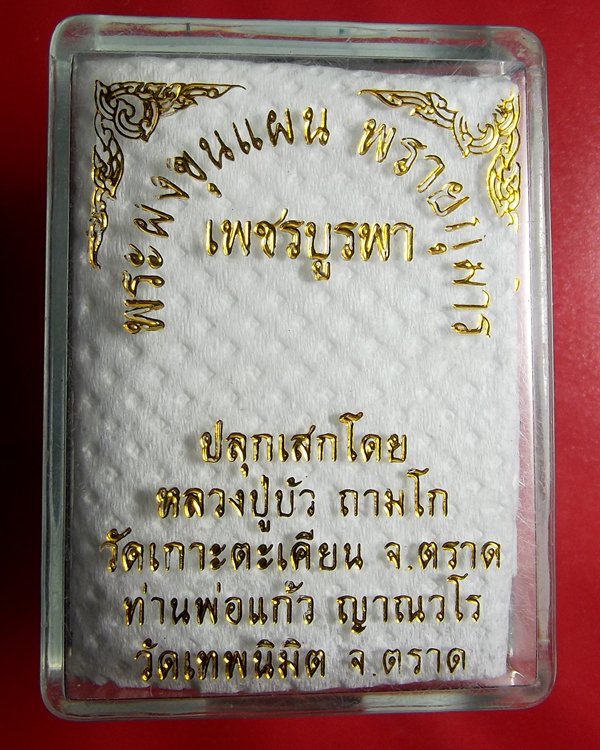 พระผงขุนแผน พรายกุมาร
เพชรบูรพา
ปลุกเสกโดย
หลวงปู่บัว ถามโก
วัดเกาะตะเคียน จ.ตราด
ท่านพ่อแก้ว ญาณวโร
วัดเทพนิมิต จ.ตราด